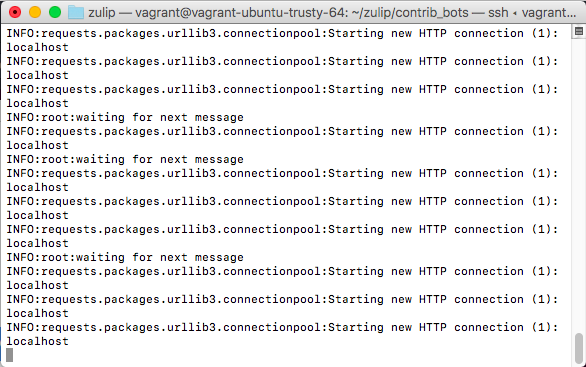 zulip — vagrant@vagrant-ubuntu-trusty-64: ~/zulip/contrib_bots — ssh ‹ vagrant...
INFO:requests.packages.urllib3.connectionpool:Starting new HTTP connection (1):
localhost
INFO:requests.packages.urllib3.connectionpool:Starting new HTTP connection (1):
localhost
INFO:requests.packages.urllib3.connectionpool:Starting new HTTP connection (1):
localhost
INFO:root:waiting for next message
INFO:requests.packages.urllib3.connectionpool:Starting new HTTP connection (1):
localhost
INFO:root:waiting for next message
INFO:requests.packages.urllib3.connectionpool:Starting new HTTP connection (1):
localhost
INFO:requests.packages.urllib3.connectionpool:Starting new HTTP connection (1):
localhost
INFO:requests.packages.urllib3.connectionpool:Starting new HTTP connection (1):
localhost
INFO:root:waiting for next message
INFO:requests.packages.urllib3.connectionpool:Starting new HTTP connection (1):
localhost
INFO:requests.packages.urllib3.connectionpool:Starting new HTTP connection (1):
localhost
INFO:requests.packages.urllib3.connectionpool:Starting new HTTP connection (1):
localhost